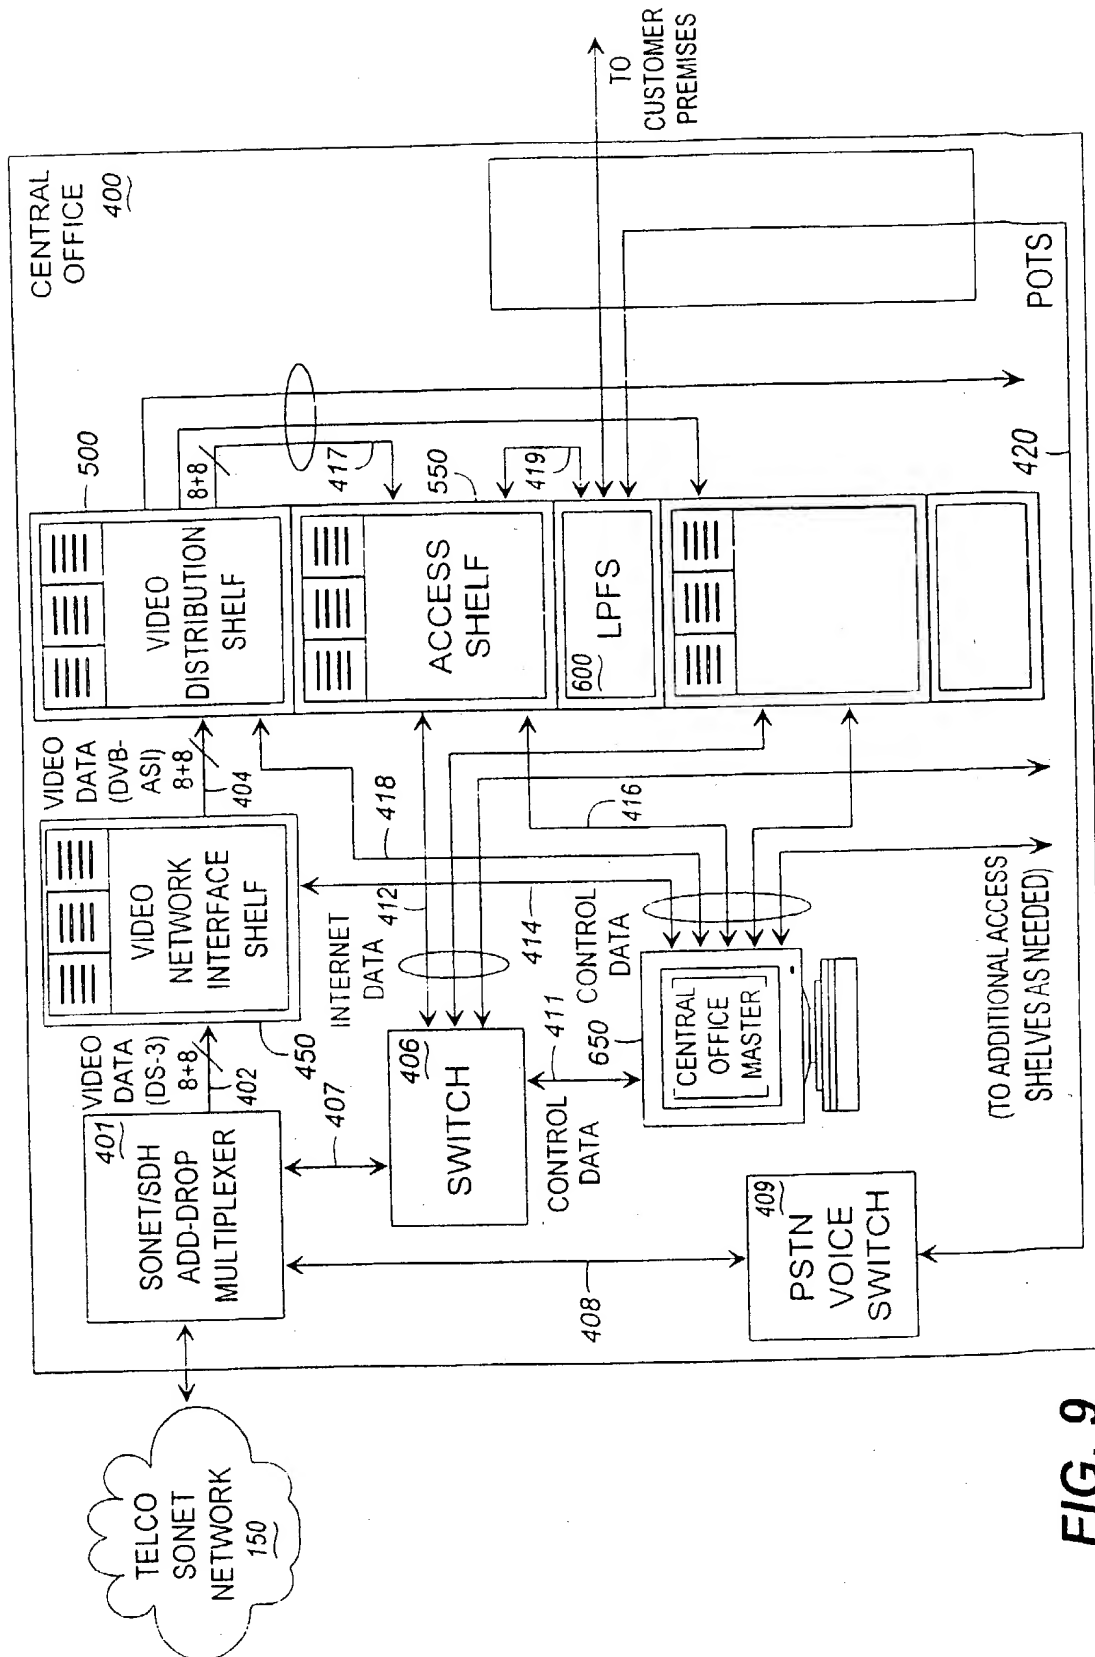 CENTRAL
OFFICE
400
TELCO
SONET
NETWORK
150
401
SONET/SDH
ADD-DROP
MULTIPLEXER
VIDEO DATA
(DS-3)
8+8
402
450
VIDEO
NETWORK
INTERFACE
SHELF
VIDEO
DATA
(DVB-
ASI)
8+8
404
500
VIDEO
DISTRIBUTION
SHELF
8+8
417
550
ACCESS
SHELF
419
600
LPFS
TO
CUSTOMER
PREMISES
407
406
SWITCH
INTERNET
DATA
412
418
414
416
411
CONTROL
DATA
CONTROL DATA
650
CENTRAL
OFFICE
MASTER
408
409
PSTN
VOICE
SWITCH
(TO ADDITIONAL ACCESS
SHELVES AS NEEDED)
POTS
420
FIG. 9